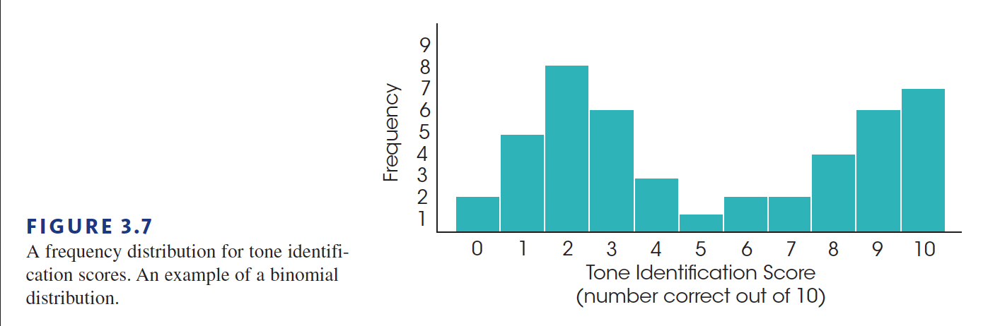 FIGURE 3.7
A frequency distribution for tone identifi-
cation scores. An example of a binomial
distribution.
Frequency
9
8
7
6
5
4
3
2
1
0 1 2 3 4 5 6 7 8 9 10
Tone Identification Score
(number correct out of 10)